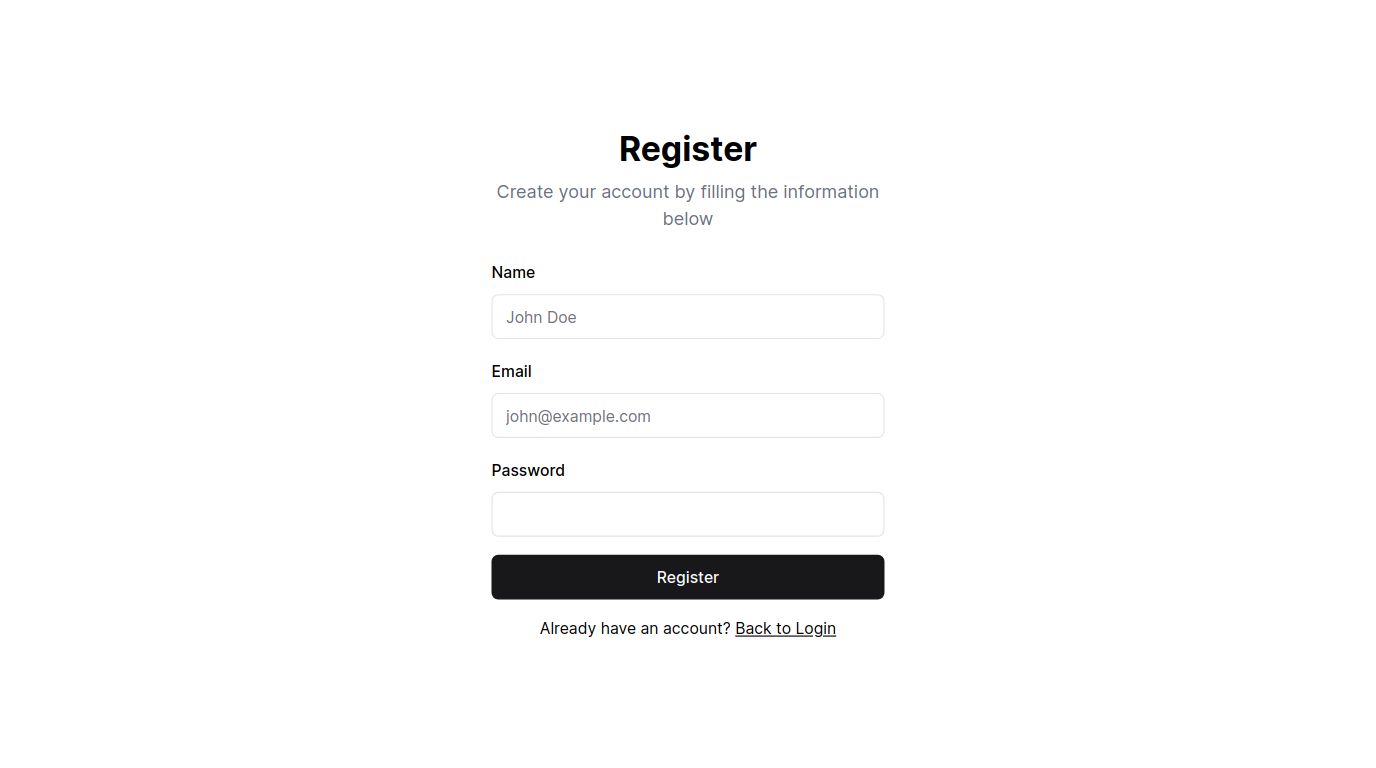 Register
Create your account by filling the information
below
Name
John Doe
Email
john@example.com
Password
Register
Already have an account? Back to Login